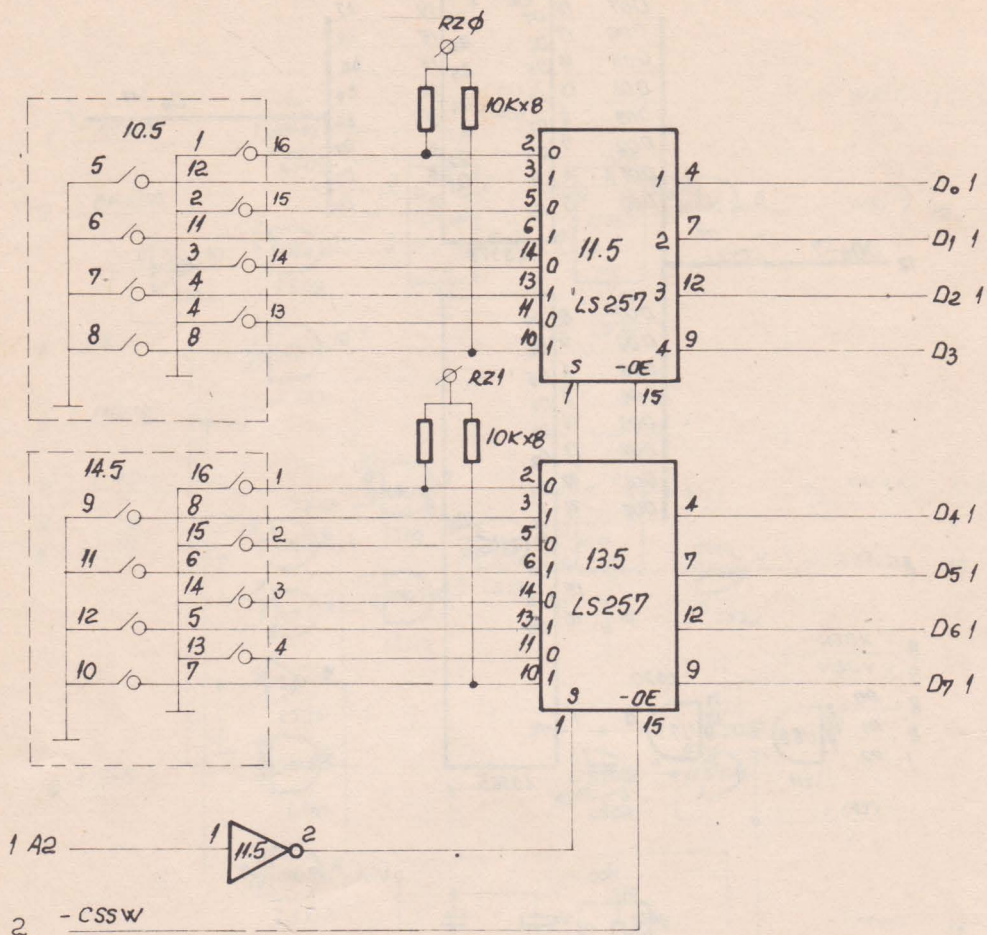 RZΦ
10K×8
10.5
1 16 2 0
5 12 3 1 1 4 D0 1
2 15 5 0
6 11 6 1 11.5 2 7 D1 1
3 14 14 0
7 4 13 1 LS257 3 12 D2 1
4 13 11 0
8 8 10 1 4 9 D3
S -OE
1 15
RZ1
10K×8
14.5
16 1 2 0
9 8 3 1 4 D4 1
15 2 5 0
11 6 6 1 13.5 7 D5 1
14 3 14 0 LS257
12 5 13 1 12 D6 1
13 4 11 0
10 7 10 1 9 D7 1
S -OE
1 15
1 A2 1 11.5 2
2 -CSSW